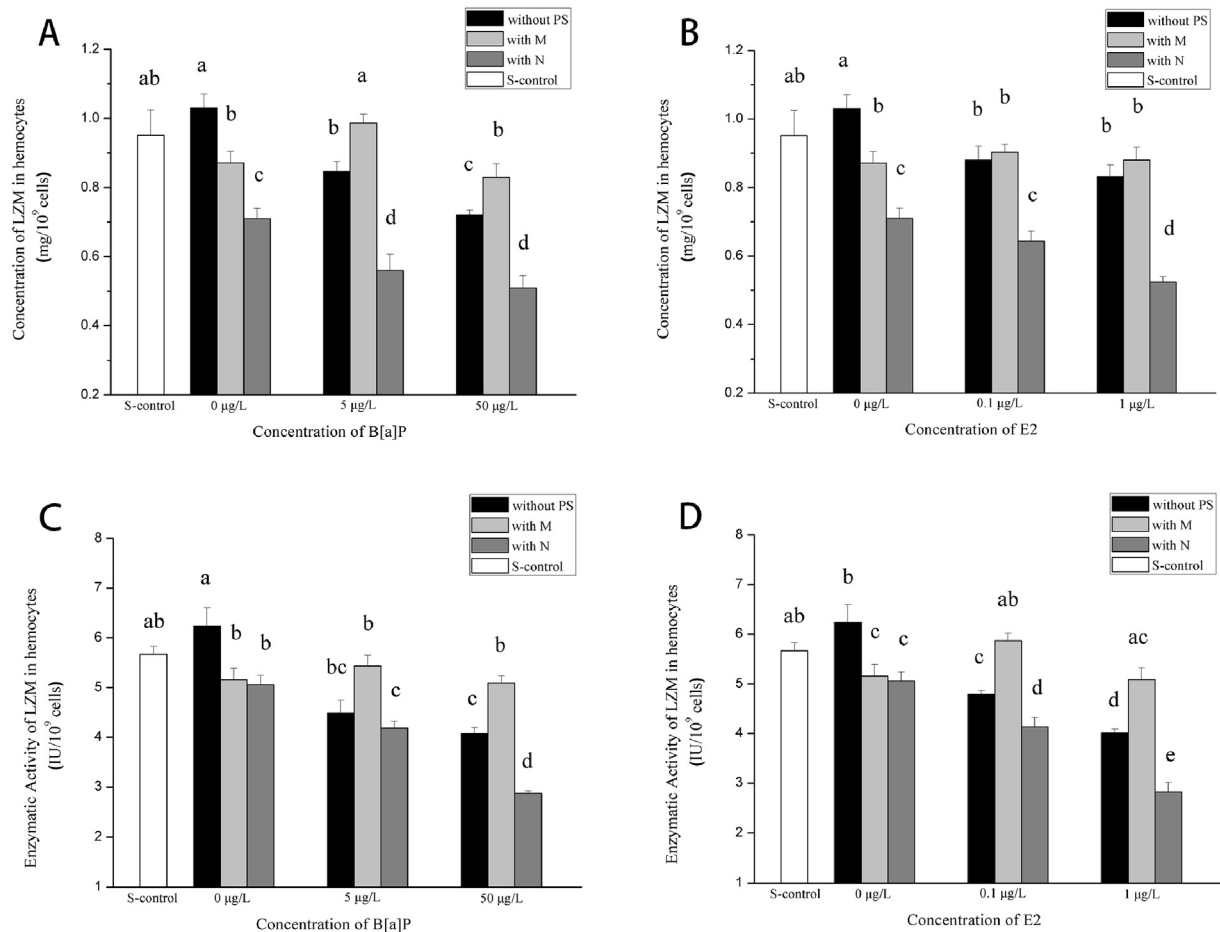 A
without PS
with M
with N
S-control
Concentration of LZM in hemocytes
(mg/10⁹ cells)
1.2
1.0
0.8
0.6
0.4
0.2
ab
a
b
c
b
a
d
c
b
d
S-control
0 μg/L
5 μg/L
50 μg/L
Concentration of B[a]P
B
without PS
with M
with N
S-control
Concentration of LZM in hemocytes
(mg/10⁹ cells)
1.2
1.0
0.8
0.6
0.4
0.2
ab
a
b
c
b
b
c
b
b
d
S-control
0 μg/L
0.1 μg/L
1 μg/L
Concentration of E2
C
without PS
with M
with N
S-control
Enzymatic Activity of LZM in hemocytes
(IU/10⁹ cells)
8
7
6
5
4
3
2
1
ab
a
b
b
bc
b
c
c
b
d
S-control
0 μg/L
5 μg/L
50 μg/L
Concentration of B[a]P
D
without PS
with M
with N
S-control
Enzymatic Activity of LZM in hemocytes
(IU/10⁹ cells)
8
7
6
5
4
3
2
1
ab
b
c
c
c
ab
d
d
ac
e
S-control
0 μg/L
0.1 μg/L
1 μg/L
Concentration of E2